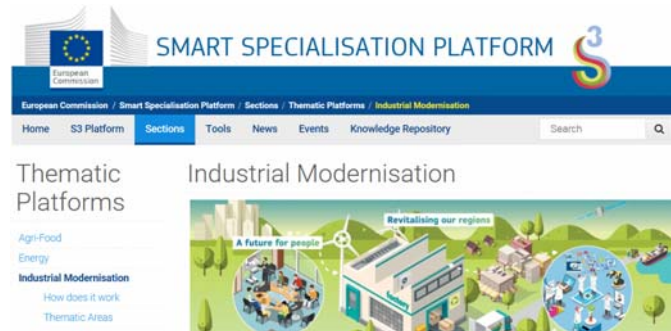 SMART SPECIALISATION PLATFORM
S3
European
Commission
European Commission / Smart Specialisation Platform / Sections / Thematic Platforms / Industrial Modernisation
Home S3 Platform Sections Tools News Events Knowledge Repository Search
Thematic
Platforms
Industrial Modernisation
Revitalising our regions
A future for people
factory
Agri-Food
Energy
Industrial Modernisation
How does it work
Thematic Areas